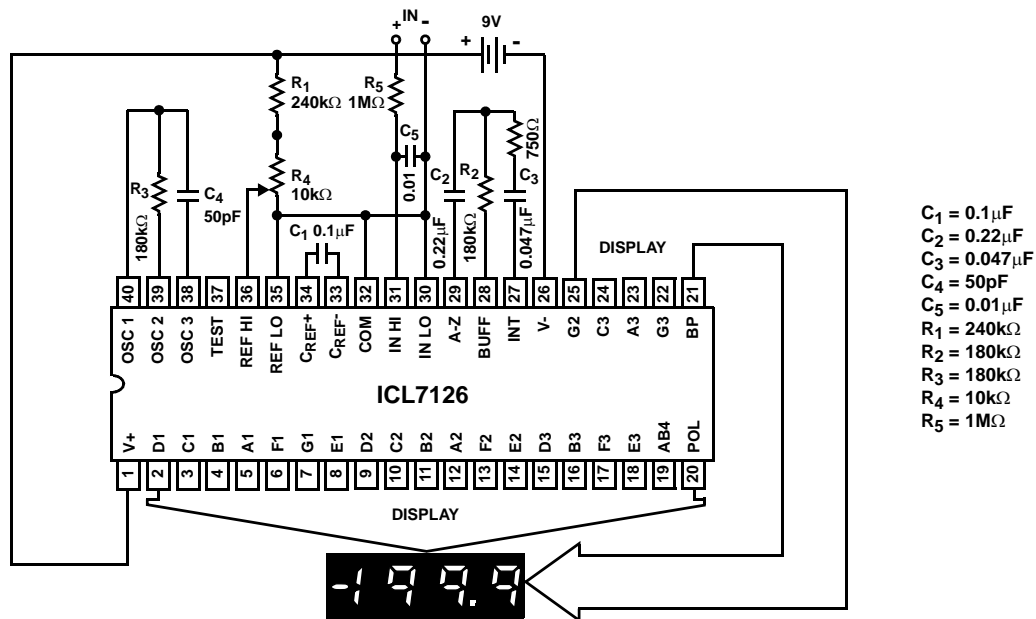 IN
+ -
9V
+ -
R1
240kΩ
R5
1MΩ
C5
0.01
R4
10kΩ
R3
180kΩ
C4
50pF
C1 0.1µF
C2
0.22µF
R2
180kΩ
750Ω
C3
0.047µF
DISPLAY
40 39 38 37 36 35 34 33 32 31 30 29 28 27 26 25 24 23 22 21
OSC 1 OSC 2 OSC 3 TEST REF HI REF LO CREF+ CREF- COM IN HI IN LO A-Z BUFF INT V- G2 C3 A3 G3 BP
ICL7126
V+ D1 C1 B1 A1 F1 G1 E1 D2 C2 B2 A2 F2 E2 D3 B3 F3 E3 AB4 POL
1 2 3 4 5 6 7 8 9 10 11 12 13 14 15 16 17 18 19 20
DISPLAY
-199.9
C1 = 0.1µF
C2 = 0.22µF
C3 = 0.047µF
C4 = 50pF
C5 = 0.01µF
R1 = 240kΩ
R2 = 180kΩ
R3 = 180kΩ
R4 = 10kΩ
R5 = 1MΩ